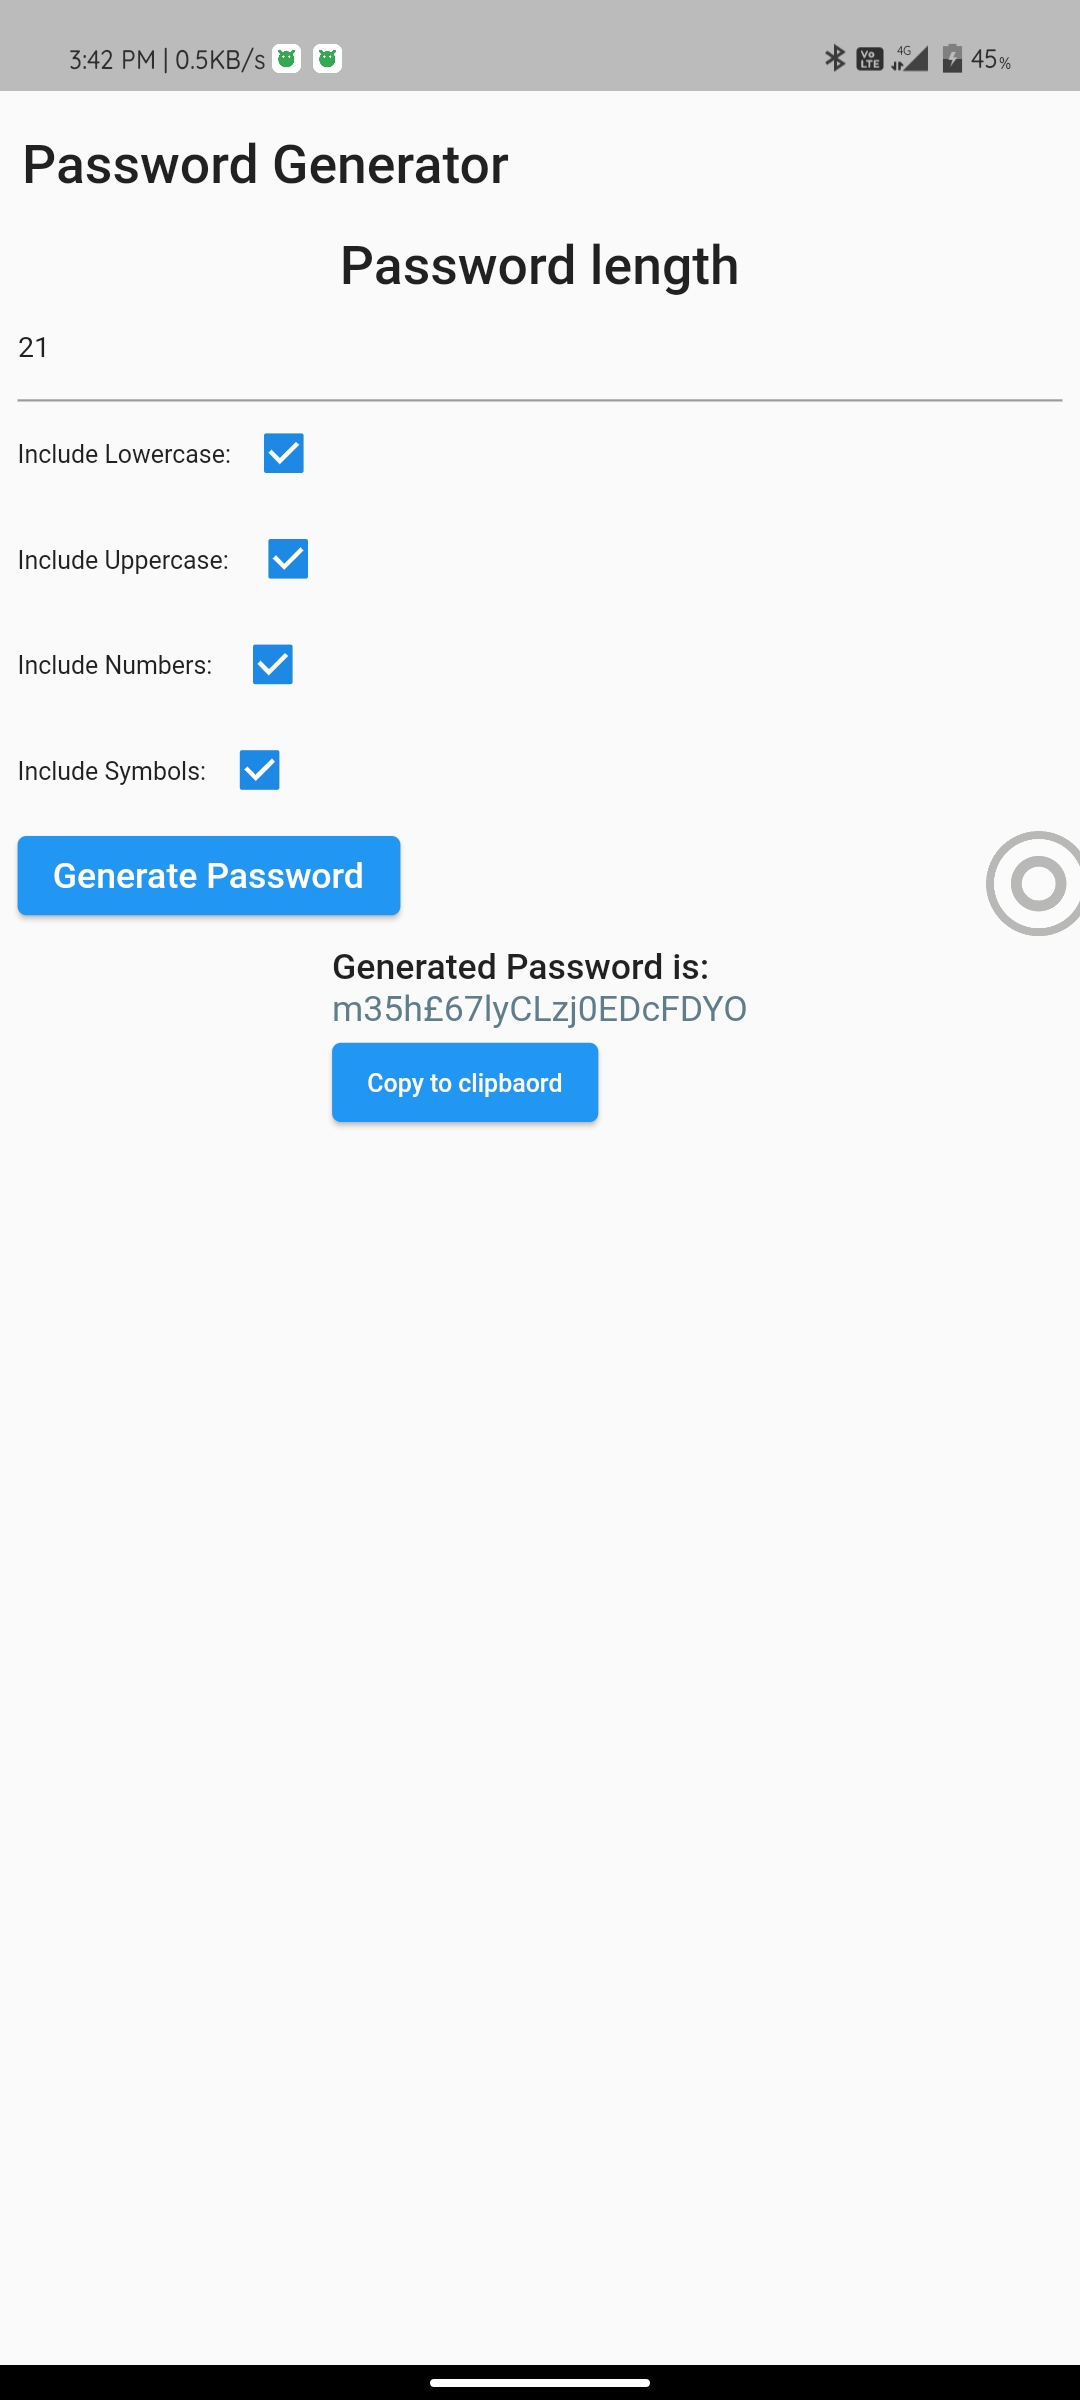 3:42 PM | 0.5KB/s
Vo LTE 4G 45%
Password Generator
Password length
21
Include Lowercase:
Include Uppercase:
Include Numbers:
Include Symbols:
Generate Password
Generated Password is:
m35h£67lyCLzj0EDcFDYO
Copy to clipbaord